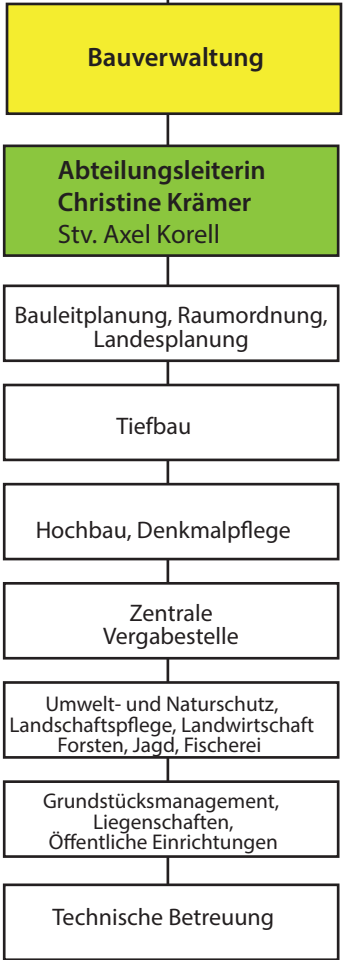 Bauverwaltung
Abteilungsleiterin
Christine Krämer
Stv. Axel Korell
Bauleitplanung, Raumordnung,
Landesplanung
Tiefbau
Hochbau, Denkmalpflege
Zentrale
Vergabestelle
Umwelt- und Naturschutz,
Landschaftspflege, Landwirtschaft
Forsten, Jagd, Fischerei
Grundstücksmanagement,
Liegenschaften,
Öffentliche Einrichtungen
Technische Betreuung